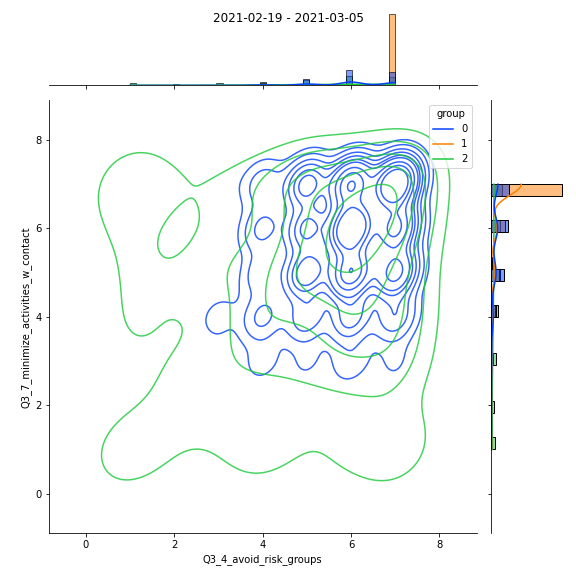 2021-02-19 - 2021-03-05
group
0
1
2
8
6
4
2
0
Q3_7_minimize_activities_w_contact
0 2 4 6 8
Q3_4_avoid_risk_groups